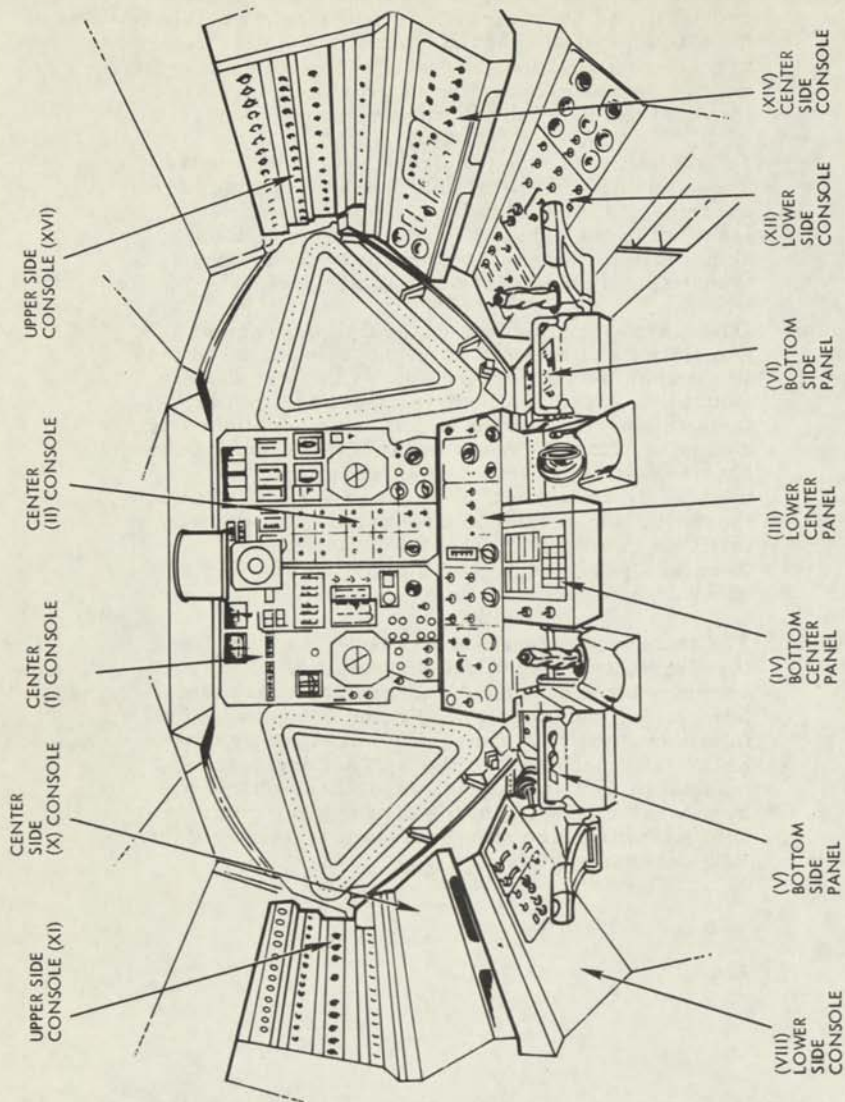 UPPER SIDE
CONSOLE (XI)
CENTER
SIDE
(X) CONSOLE
CENTER
(I) CONSOLE
CENTER
(II) CONSOLE
UPPER SIDE
CONSOLE (XVI)
(VIII)
LOWER
SIDE
CONSOLE
(V)
BOTTOM
SIDE
PANEL
(IV)
BOTTOM
CENTER
PANEL
(III)
LOWER
CENTER
PANEL
(VI)
BOTTOM
SIDE
PANEL
(XII)
LOWER
SIDE
CONSOLE
(XIV)
CENTER
SIDE
CONSOLE